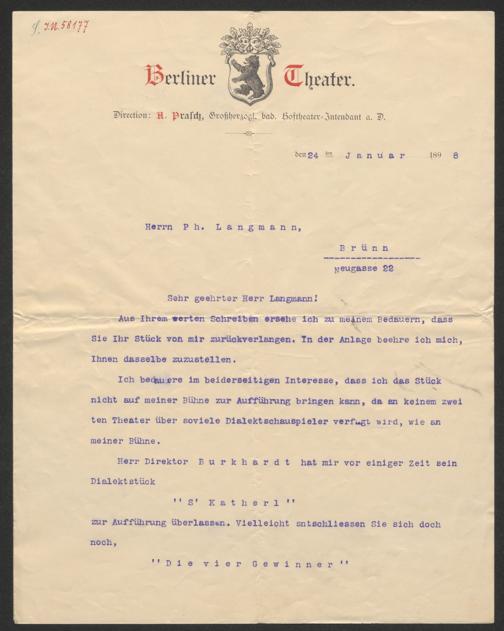 J.N. 58177
Berliner Theater.
Direction: A. Prasch, Großherzogl. bad. Hoftheater-Intendant a. D.
den 24 ten Januar 1898
Herrn Ph. Langmann,
Brünn
Neugasse 22
Sehr geehrter Herr Langmann!
Aus Ihrem werten Schreiben ersehe ich zu meinem Bedauern, dass
Sie Ihr Stück von mir zurückverlangen. In der Anlage beehre ich mich,
Ihnen dasselbe zuzustellen.
Ich bedauere im beiderseitigen Interesse, dass ich das Stück
nicht auf meiner Bühne zur Aufführung bringen kann, da an keinem zwei
ten Theater über soviele Dialektschauspieler verfugt wird, wie an
meiner Bühne.
Herr Direktor Burkhardt hat mir vor einiger Zeit sein
Dialektstück
"S' Katherl"
zur Aufführung überlassen. Vielleicht entschliessen Sie sich doch
noch,
"Die vier Gewinner"